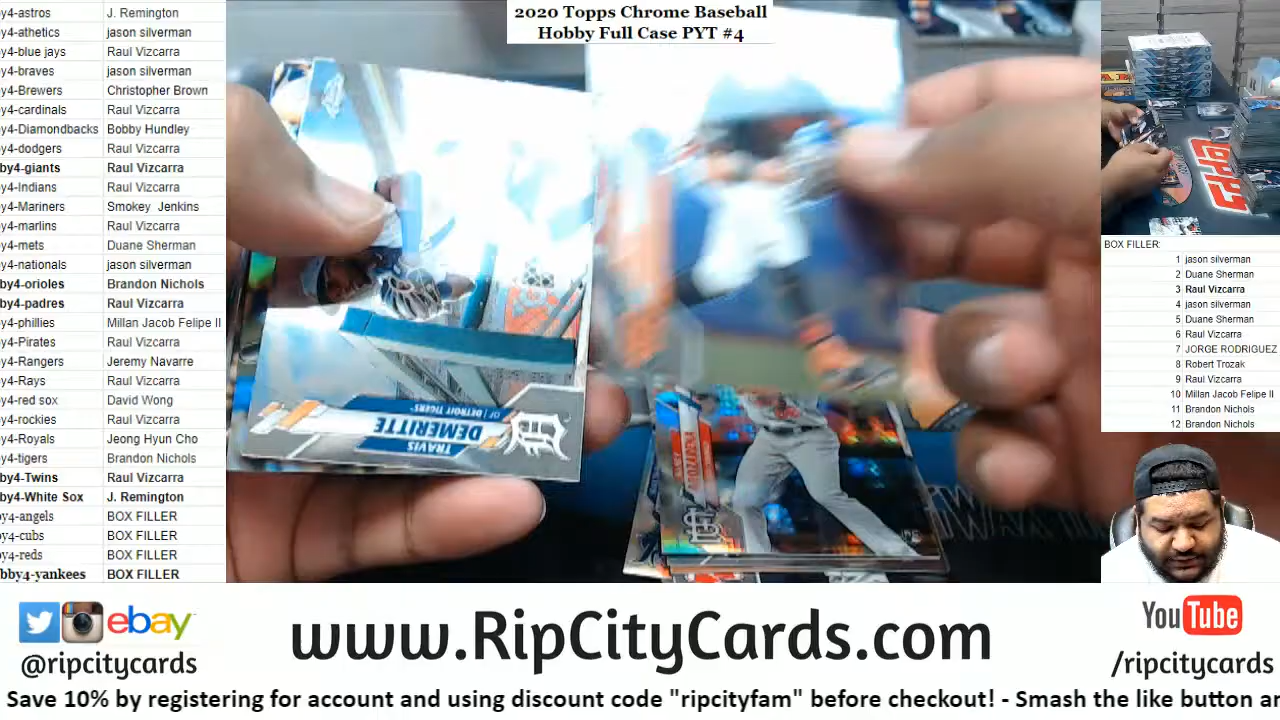 2020 Topps Chrome Baseball
Hobby Full Case PYT #4
y4-astros J. Remington
y4-athetics jason silverman
y4-blue jays Raul Vizcarra
y4-braves jason silverman
y4-Brewers Christopher Brown
y4-cardinals Raul Vizcarra
y4-Diamondbacks Bobby Hundley
y4-dodgers Raul Vizcarra
by4-giants Raul Vizcarra
y4-Indians Raul Vizcarra
y4-Mariners Smokey Jenkins
y4-marlins Raul Vizcarra
y4-mets Duane Sherman
y4-nationals jason silverman
by4-orioles Brandon Nichols
by4-padres Raul Vizcarra
y4-phillies Millan Jacob Felipe II
y4-Pirates Raul Vizcarra
y4-Rangers Jeremy Navarre
y4-Rays Raul Vizcarra
y4-red sox David Wong
y4-rockies Raul Vizcarra
y4-Royals Jeong Hyun Cho
y4-tigers Brandon Nichols
by4-Twins Raul Vizcarra
by4-White Sox J. Remington
y4-angels BOX FILLER
y4-cubs BOX FILLER
y4-reds BOX FILLER
bby4-yankees BOX FILLER
OF | DETROIT TIGERS
DEMERITTE
TRAVIS
AROZARENA
TOPPS
BOX FILLER:
1 jason silverman
2 Duane Sherman
3 Raul Vizcarra
4 jason silverman
5 Duane Sherman
6 Raul Vizcarra
7 JORGE RODRIGUEZ
8 Robert Trozak
9 Raul Vizcarra
10 Millan Jacob Felipe II
11 Brandon Nichols
12 Brandon Nichols
ebay
@ripcitycards
www.RipCityCards.com
YouTube
/ripcitycards
Save 10% by registering for account and using discount code "ripcityfam" before checkout! - Smash the like button an